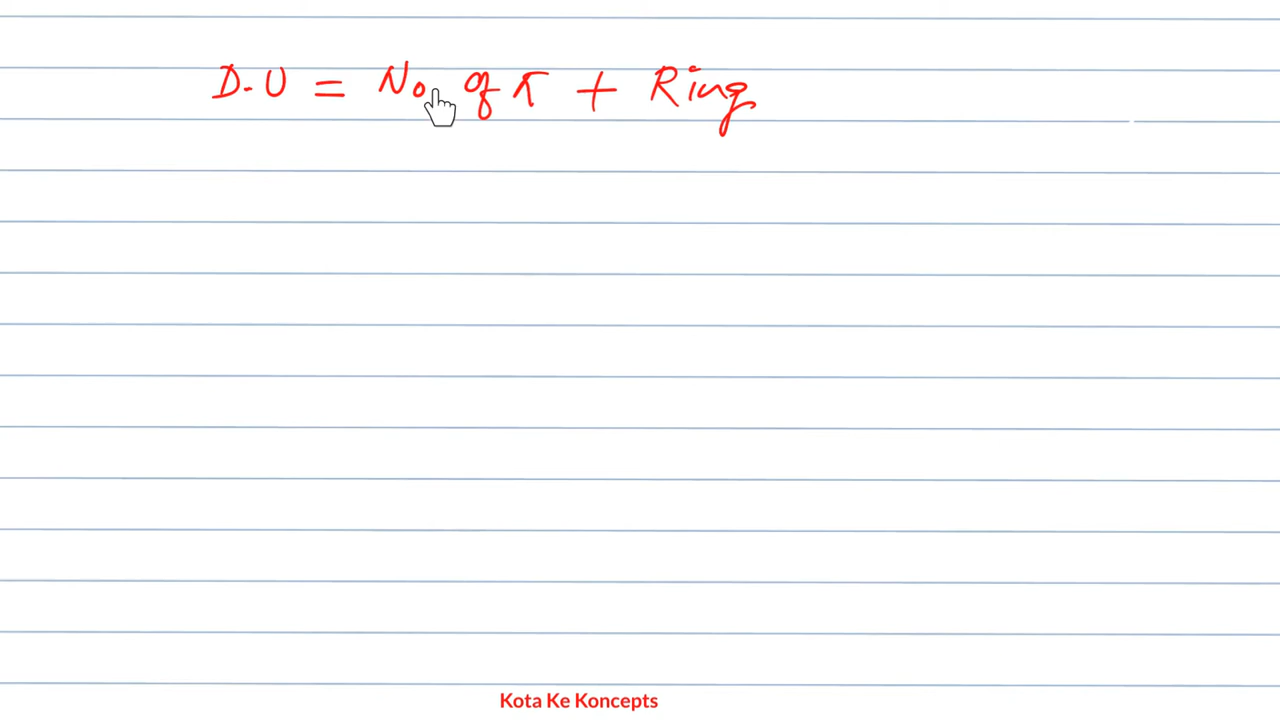 D.U = No. of π + Ring
Kota Ke Koncepts